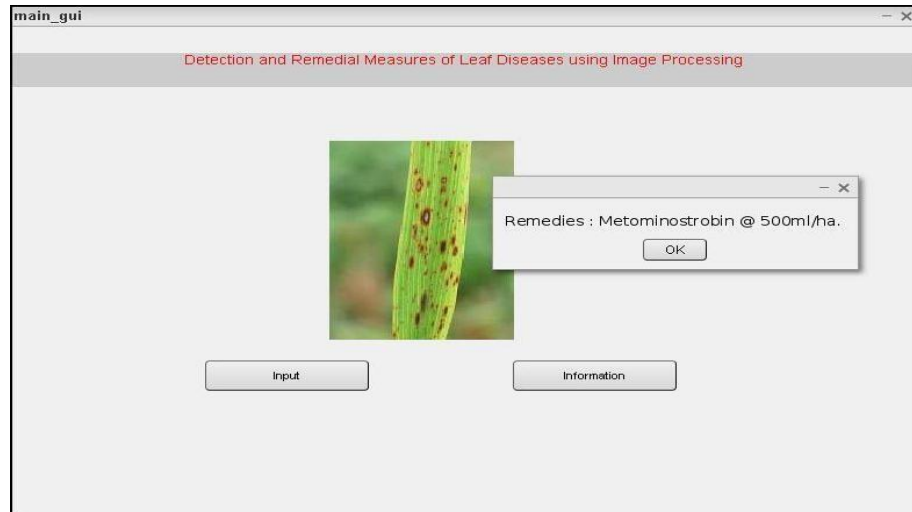 main_gui
Detection and Remedial Measures of Leaf Diseases using Image Processing
Remedies : Metominostrobin @ 500ml/ha.
OK
Input
Information